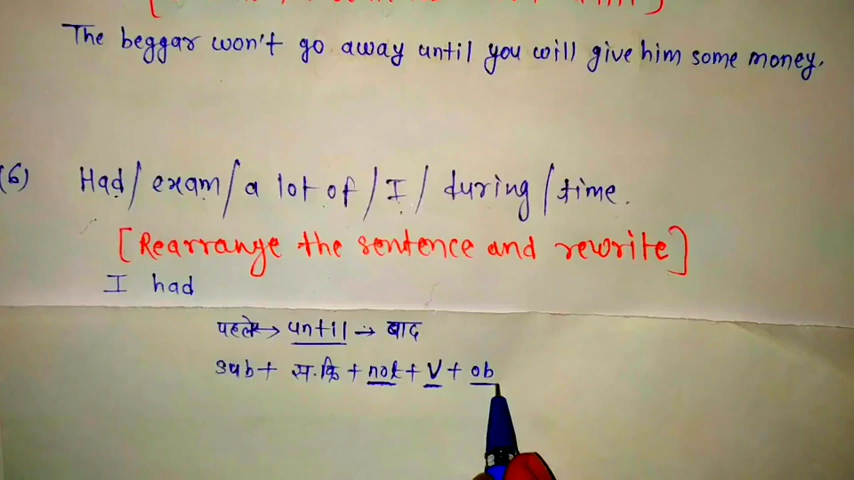 The beggar won't go away until you will give him some money.
(6) Had / exam / a lot of / I / during / time.
[Rearrange the sentence and rewrite]
I had
पहले → until → बाद
sub + स.क्रि + not + V + ob